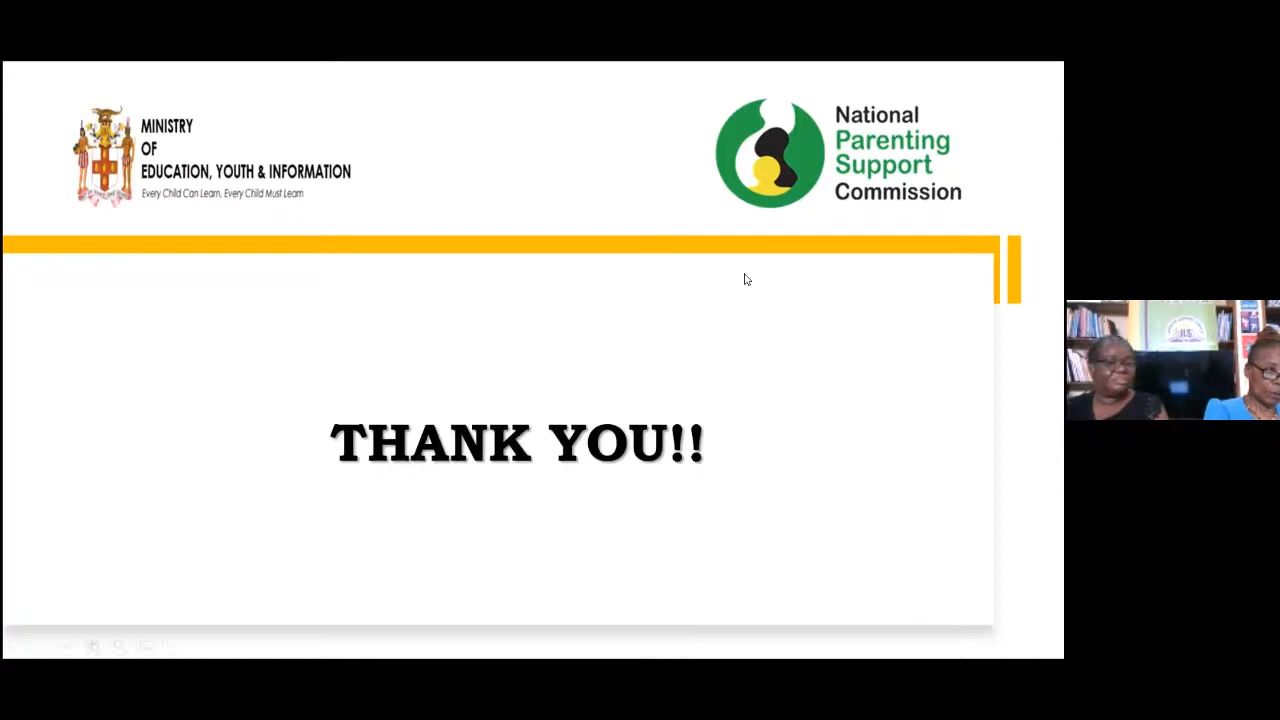 MINISTRY
OF
EDUCATION, YOUTH & INFORMATION
Every Child Can Learn, Every Child Must Learn
National
Parenting
Support
Commission
THANK YOU!!
JLS